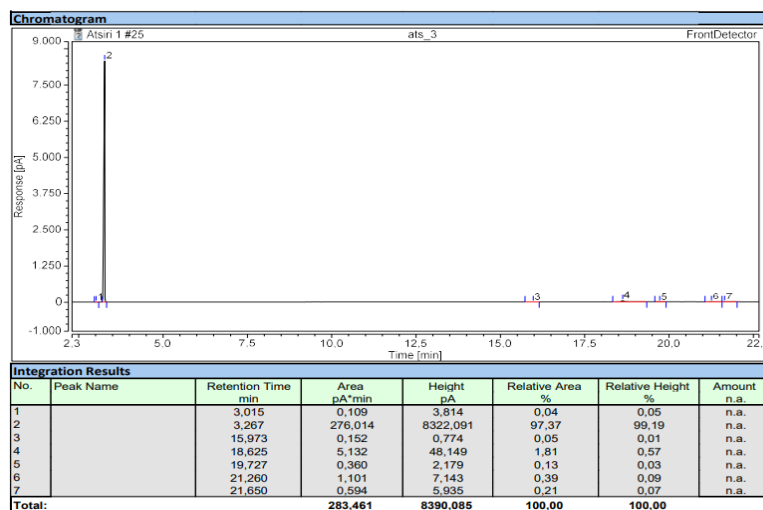 Chromatogram
Atsiri 1 #25 ats_3 FrontDetector
9.000
7.500
6.250
5.000
3.750
2.500
1.250
0
-1.000
Response [pA]
1
2
3
4
5
6
7
2.3 5.0 7.5 10.0 12.5 15.0 17.5 20.0 22.
Time [min]
Integration Results
No. Peak Name Retention Time Area Height Relative Area Relative Height Amount
min pA*min pA % % n.a.
1 3,015 0,109 3,814 0,04 0,05 n.a.
2 3,267 276,014 8322,091 97,37 99,19 n.a.
3 15,973 0,152 0,774 0,05 0,01 n.a.
4 18,625 5,132 48,149 1,81 0,57 n.a.
5 19,727 0,360 2,179 0,13 0,03 n.a.
6 21,260 1,101 7,143 0,39 0,09 n.a.
7 21,650 0,594 5,935 0,21 0,07 n.a.
Total: 283,461 8390,085 100,00 100,00